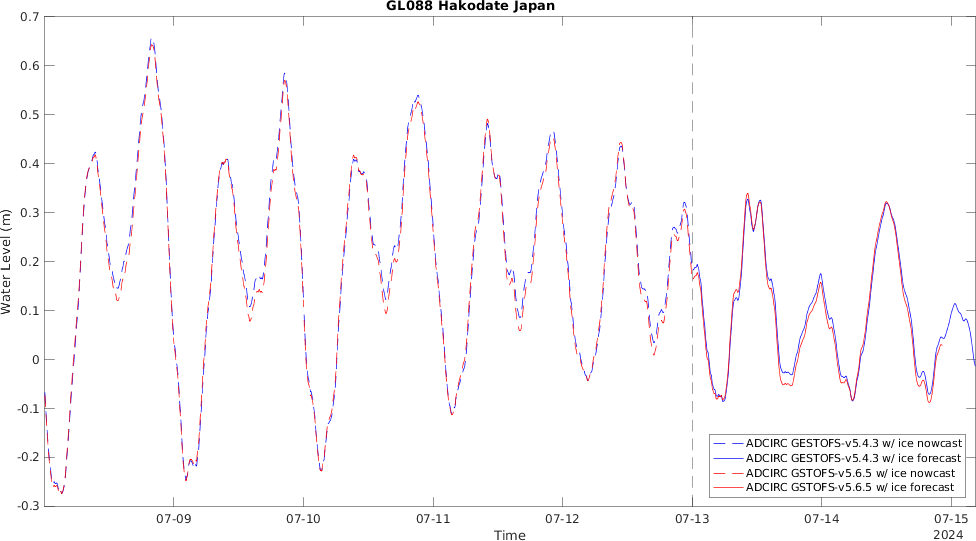 GL088 Hakodate Japan
0.7
0.6
0.5
0.4
0.3
0.2
0.1
0
-0.1
-0.2
-0.3
Water Level (m)
ADCIRC GESTOFS-v5.4.3 w/ ice nowcast
ADCIRC GESTOFS-v5.4.3 w/ ice forecast
ADCIRC GSTOFS-v5.6.5 w/ ice nowcast
ADCIRC GSTOFS-v5.6.5 w/ ice forecast
07-09 07-10 07-11 07-12 07-13 07-14 07-15
2024
Time